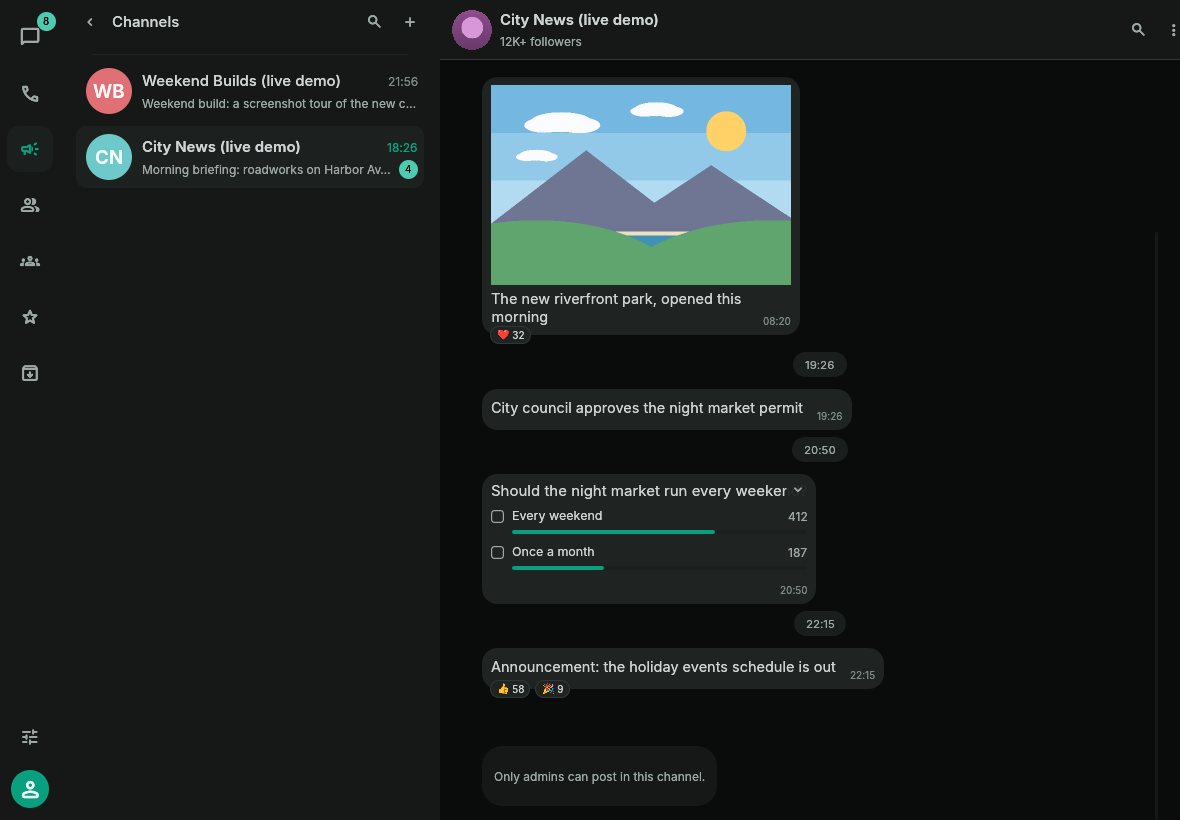 8
Channels
WB
Weekend Builds (live demo)
21:56
Weekend build: a screenshot tour of the new c...
CN
City News (live demo)
18:26
Morning briefing: roadworks on Harbor Av...
4
City News (live demo)
12K+ followers
The new riverfront park, opened this
morning
08:20
❤️ 32
19:26
City council approves the night market permit
19:26
20:50
Should the night market run every weeker
Every weekend
412
Once a month
187
20:50
22:15
Announcement: the holiday events schedule is out
22:15
👍 58
🎉 9
Only admins can post in this channel.